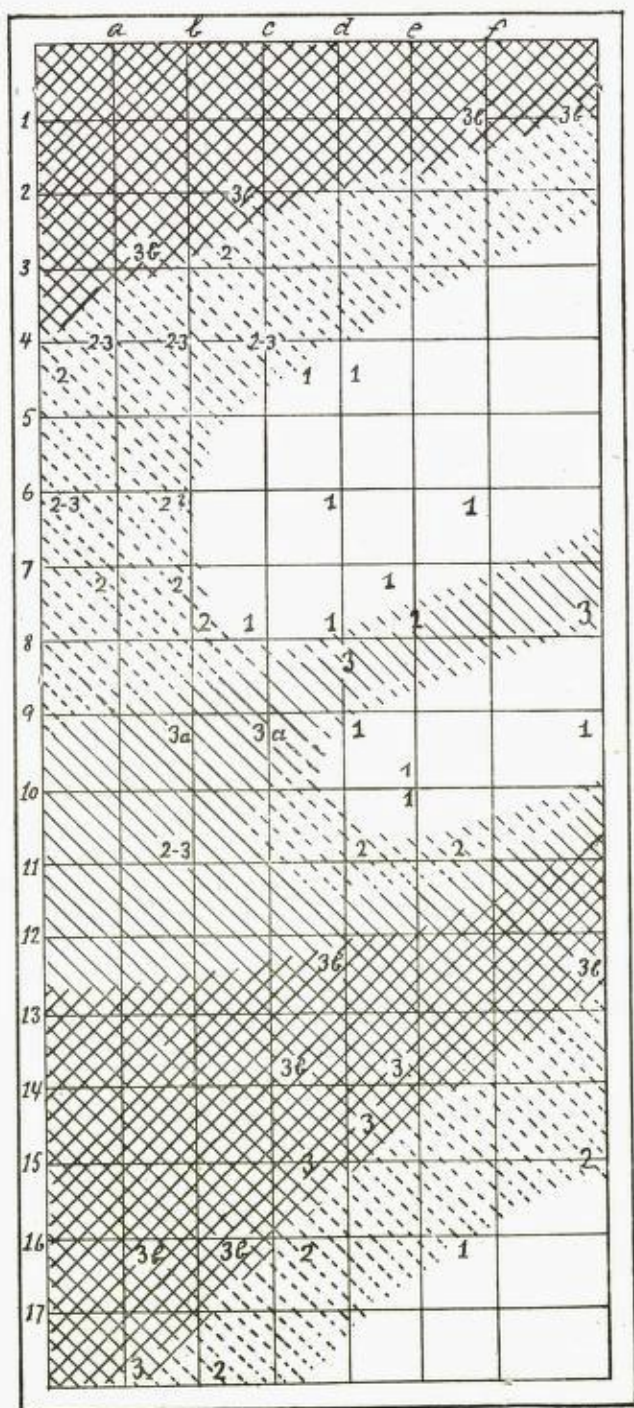 a b c d e f
1 3b 3b
2 3b
3 3b 2
4 2-3 2-3 2-3
2 1 1
5
6 2-3 2? 1 1
7 2 2 1
2 1 1 2 3
8 3
9 3a 3a 1 1
1
10 1
2-3 2 2
11
12 3b 3b
13
3b 3
14 3
15 3 2
16 3b 3b 2 1
17
3 2